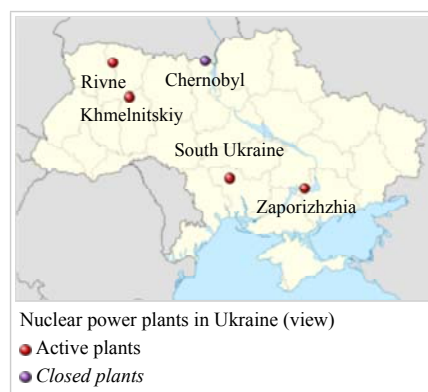 Rivne
Chernobyl
Khmelnitskiy
South Ukraine
Zaporizhzhia
Nuclear power plants in Ukraine (view)
Active plants
Closed plants